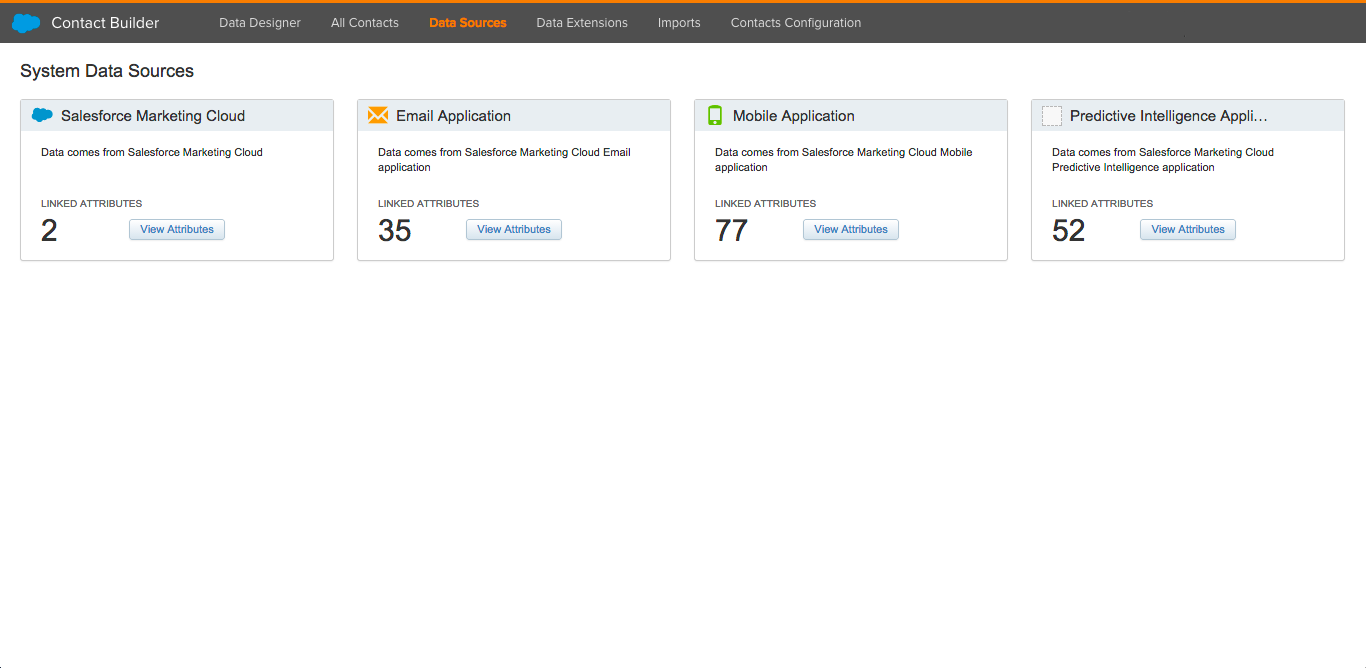 Contact Builder Data Designer All Contacts Data Sources Data Extensions Imports Contacts Configuration
System Data Sources
Salesforce Marketing Cloud
Data comes from Salesforce Marketing Cloud
LINKED ATTRIBUTES
2 View Attributes
Email Application
Data comes from Salesforce Marketing Cloud Email
application
LINKED ATTRIBUTES
35 View Attributes
Mobile Application
Data comes from Salesforce Marketing Cloud Mobile
application
LINKED ATTRIBUTES
77 View Attributes
Predictive Intelligence Appli…
Data comes from Salesforce Marketing Cloud
Predictive Intelligence application
LINKED ATTRIBUTES
52 View Attributes